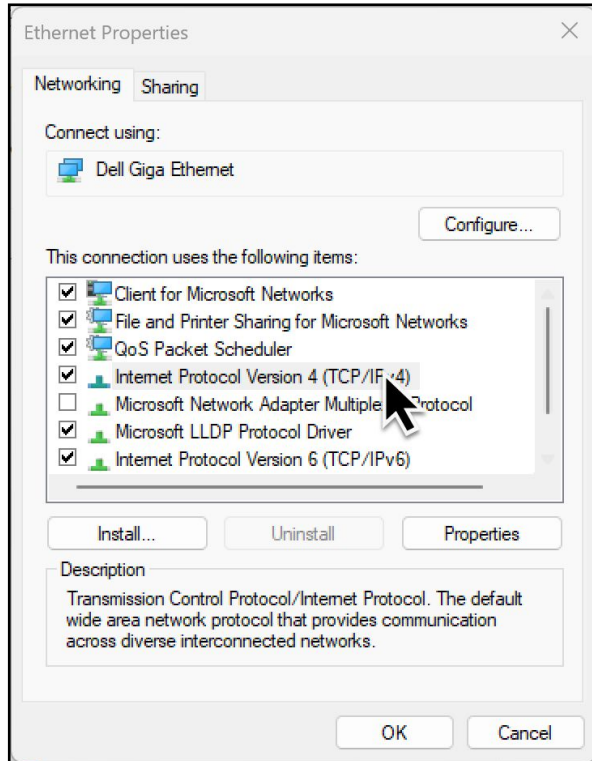 Ethernet Properties
Networking
Sharing
Connect using:
Dell Giga Ethernet
Configure...
This connection uses the following items:
Client for Microsoft Networks
File and Printer Sharing for Microsoft Networks
QoS Packet Scheduler
Internet Protocol Version 4 (TCP/IPv4)
Microsoft Network Adapter Protocol
Microsoft LLDP Protocol Driver
Internet Protocol Version 6 (TCP/IPv6)
Install...
Uninstall
Properties
Description
Transmission Control Protocol/Internet Protocol. The default
wide area network protocol that provides communication
across diverse interconnected networks.
OK
Cancel